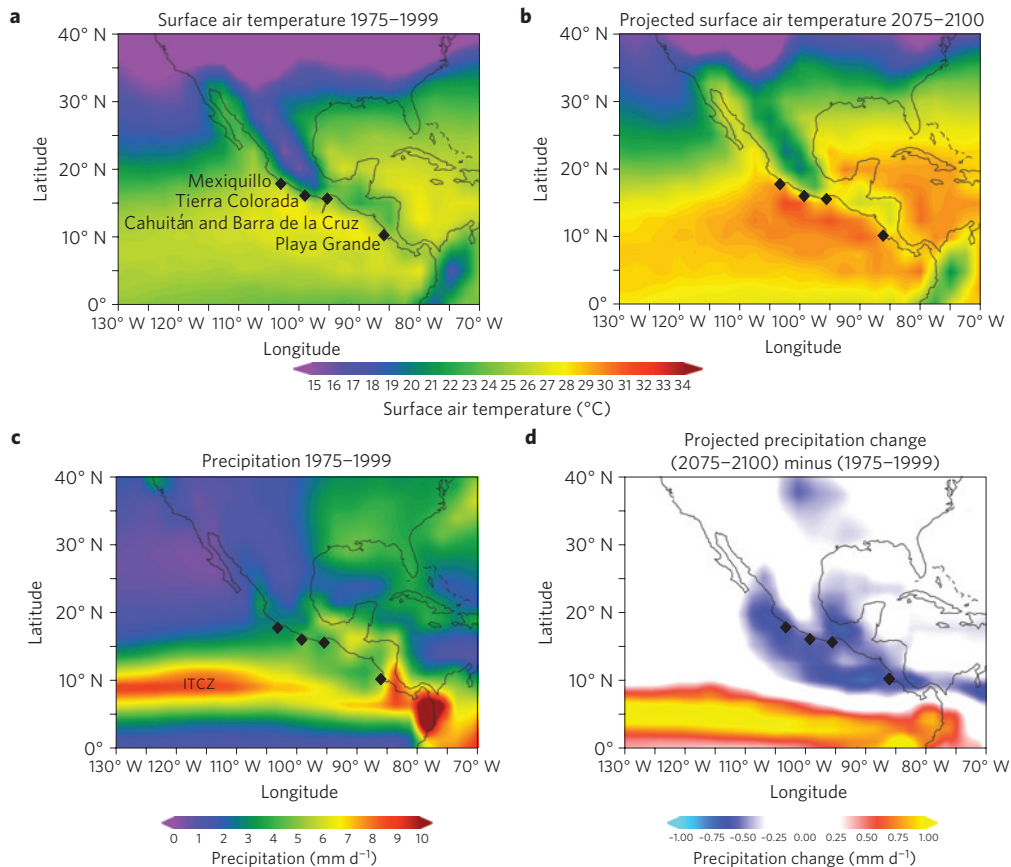 a
Surface air temperature 1975–1999
40° N
30° N
20° N
10° N
0°
Latitude
Mexiquillo
Tierra Colorada
Cahuitán and Barra de la Cruz
Playa Grande
130° W 120° W 110° W 100° W 90° W 80° W 70° W
Longitude
b
Projected surface air temperature 2075–2100
40° N
30° N
20° N
10° N
0°
Latitude
130° W 120° W 110° W 100° W 90° W 80° W 70° W
Longitude
15 16 17 18 19 20 21 22 23 24 25 26 27 28 29 30 31 32 33 34
Surface air temperature (°C)
c
Precipitation 1975–1999
40° N
30° N
20° N
10° N
0°
Latitude
ITCZ
130° W 120° W 110° W 100° W 90° W 80° W 70° W
Longitude
0 1 2 3 4 5 6 7 8 9 10
Precipitation (mm d⁻¹)
d
Projected precipitation change
(2075–2100) minus (1975–1999)
40° N
30° N
20° N
10° N
0°
Latitude
130° W 120° W 110° W 100° W 90° W 80° W 70° W
Longitude
-1.00 -0.75 -0.50 0.00 0.25 0.50 0.75 1.00
Precipitation change (mm d⁻¹)